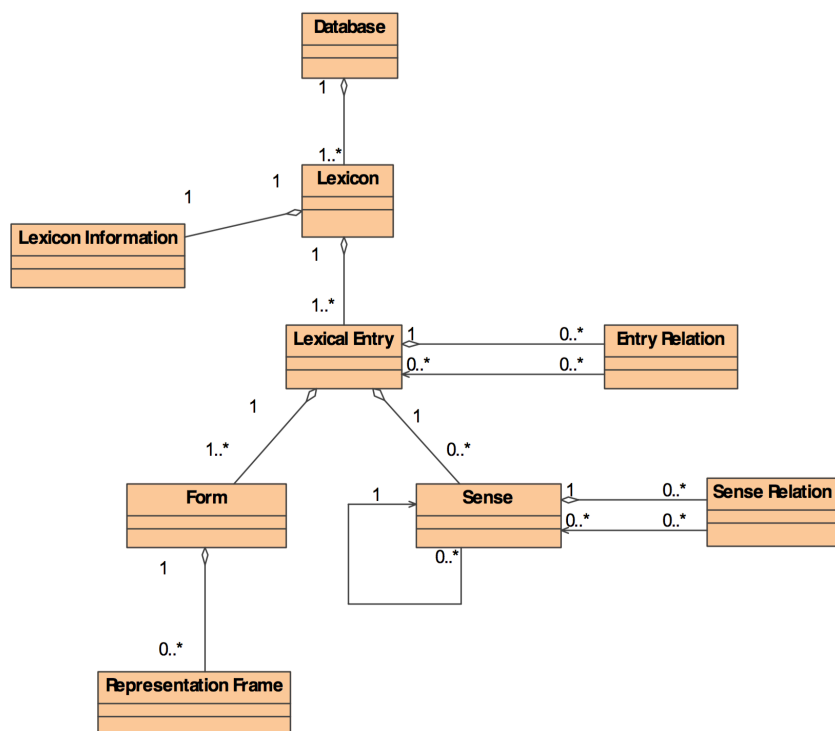 Database
1
1..*
Lexicon
1
1
Lexicon Information
1
1..*
Lexical Entry
1
0..*
Entry Relation
0..*
0..*
1
1
1..*
0..*
Form
Sense
1
0..*
Sense Relation
1
0..*
0..*
0..*
1
0..*
Representation Frame